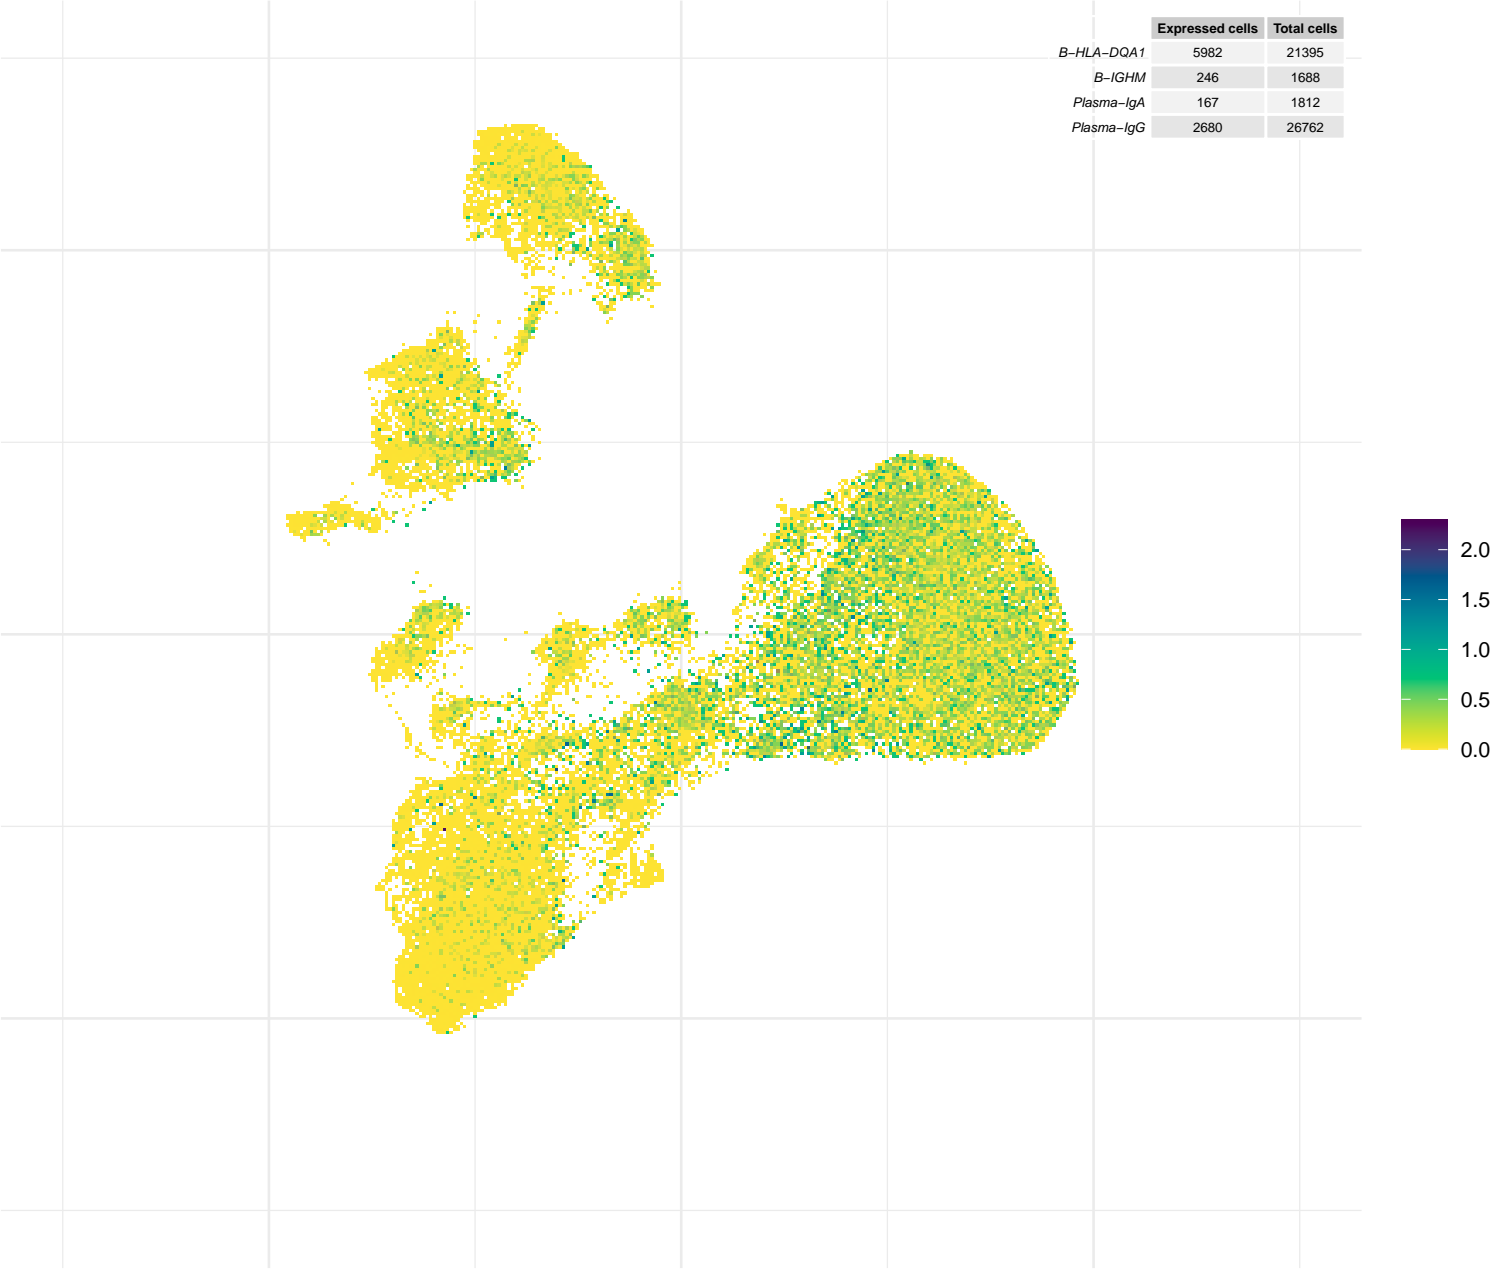 Expressed cells Total cells
B−HLA−DQA1 5982 21395
B−IGHM 246 1688
Plasma−IgA 167 1812
Plasma−IgG 2680 26762
2.0
1.5
1.0
0.5
0.0